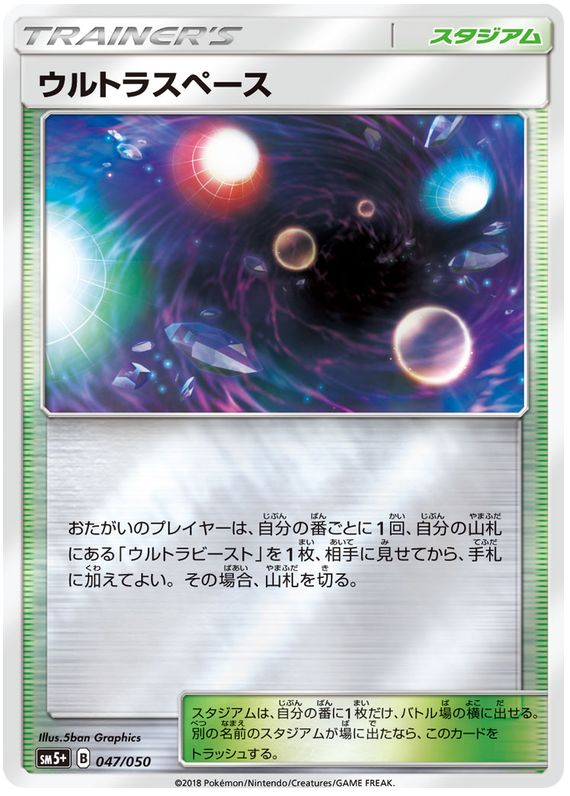 TRAINER'S
スタジアム
ウルトラスペース
おたがいのプレイヤーは、自分の番ごとに1回、自分の山札
にある「ウルトラビースト」を1枚、相手に見せてから、手札
に加えてよい。その場合、山札を切る。
スタジアムは、自分の番に1枚だけ、バトル場の横に出せる。
別の名前のスタジアムが場に出たなら、このカードを
トラッシュする。
Illus.5ban Graphics
SM5+ B 047/050
©2018 Pokémon/Nintendo/Creatures/GAME FREAK.